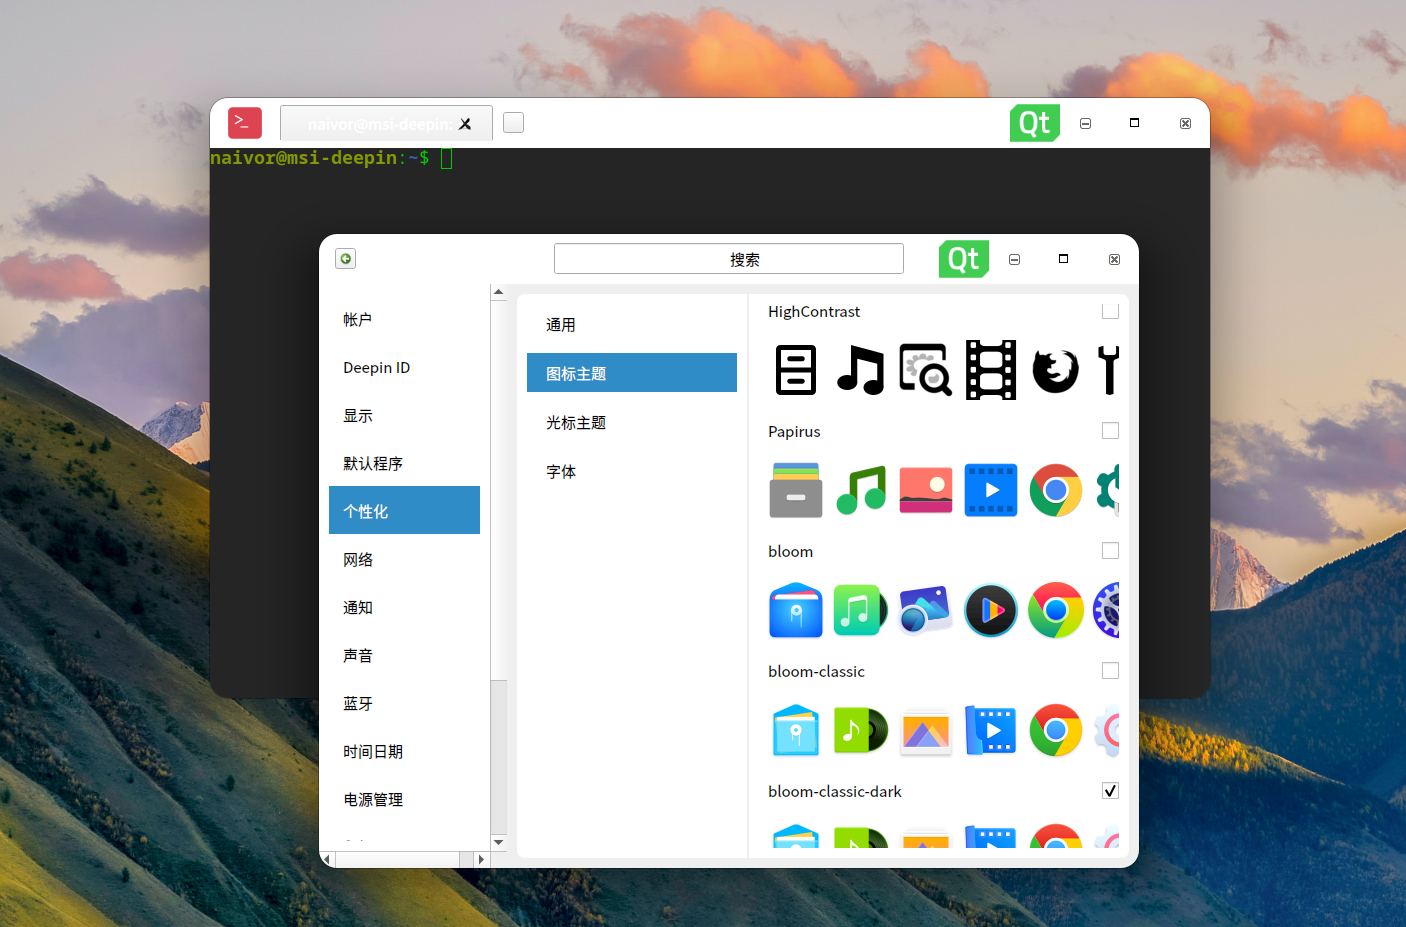 >_
naivor@msi-deepin:
Qt
naivor@msi-deepin:~$
搜索
Qt
帐户
Deepin ID
显示
默认程序
个性化
网络
通知
声音
蓝牙
时间日期
电源管理
通用
图标主题
光标主题
字体
HighContrast
Papirus
bloom
bloom-classic
bloom-classic-dark